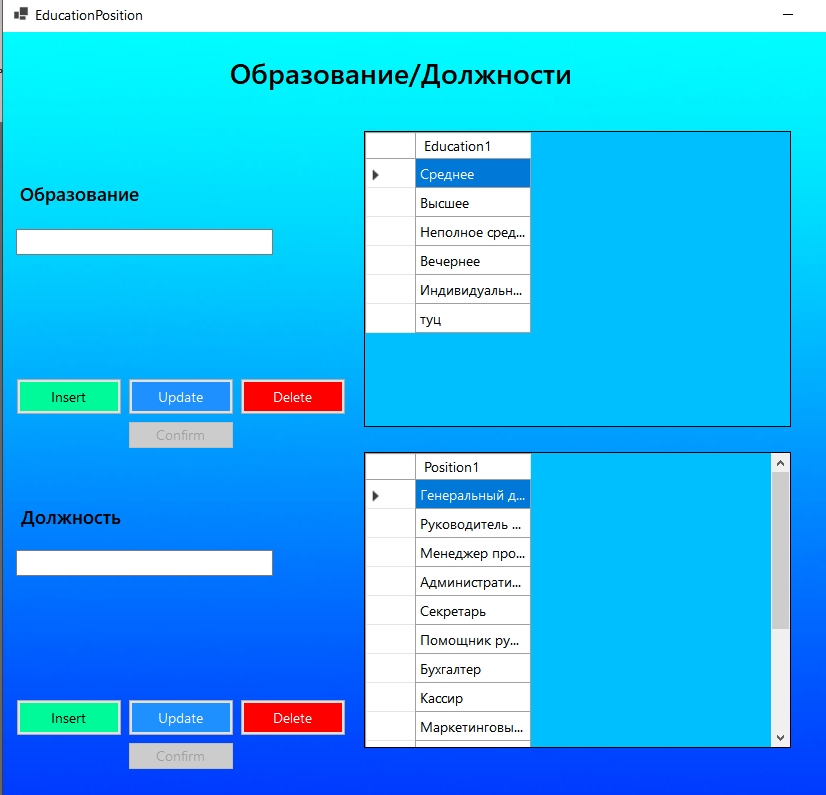 EducationPosition
Образование/Должности
Образование
Insert
Update
Delete
Confirm
Education1
Среднее
Высшее
Неполное сред...
Вечернее
Индивидуальн...
туц
Должность
Insert
Update
Delete
Confirm
Position1
Генеральный д...
Руководитель ...
Менеджер про...
Администрати...
Секретарь
Помощник ру...
Бухгалтер
Кассир
Маркетинговы...